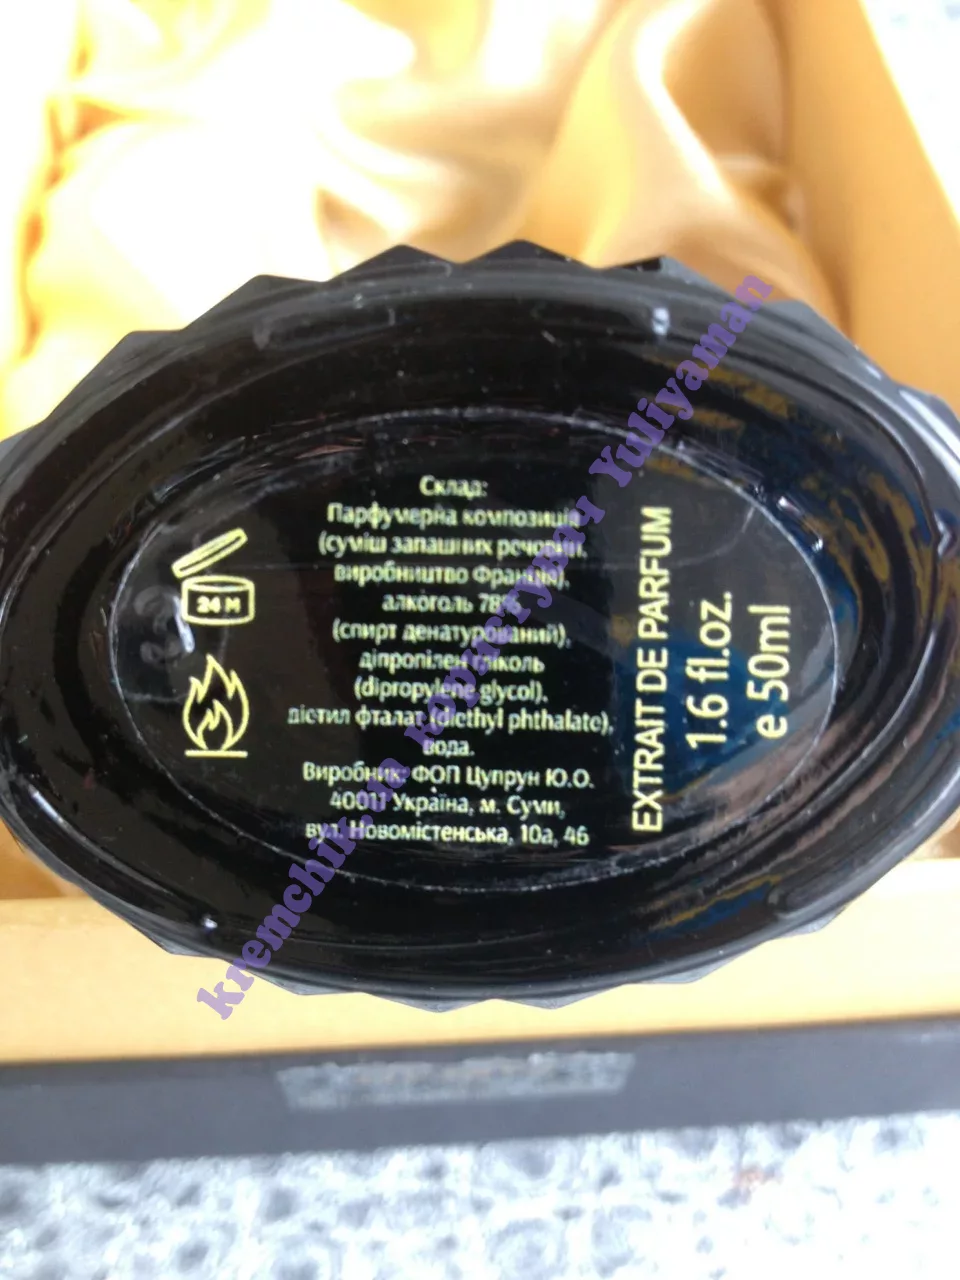 Склад:
Парфумерна композиція
(суміш запашних речовин,
виробництво Франція),
алкоголь 78%
(спирт денатурований),
діпропілен гліколь
(dipropylene glycol),
діетил фталат (diethyl phthalate),
вода.
Виробник: ФОП Цупрун Ю.О.
40011 Україна, м. Суми,
вул. Новомістенська, 10а, 46
24 M
EXTRAIT DE PARFUM
1.6 fl.oz.
e 50ml
kremchik.ua користувач Yuliyaman